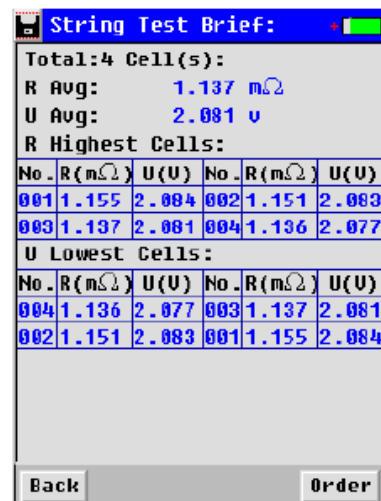 String Test Brief:
Total:4 Cell(s):
R Avg: 1.137 mΩ
U Avg: 2.081 v
R Highest Cells:
No. R(mΩ) U(V) No. R(mΩ) U(V)
001 1.155 2.084 002 1.151 2.083
003 1.137 2.081 004 1.136 2.077
U Lowest Cells:
No. R(mΩ) U(V) No. R(mΩ) U(V)
004 1.136 2.077 003 1.137 2.081
002 1.151 2.083 001 1.155 2.084
Back Order